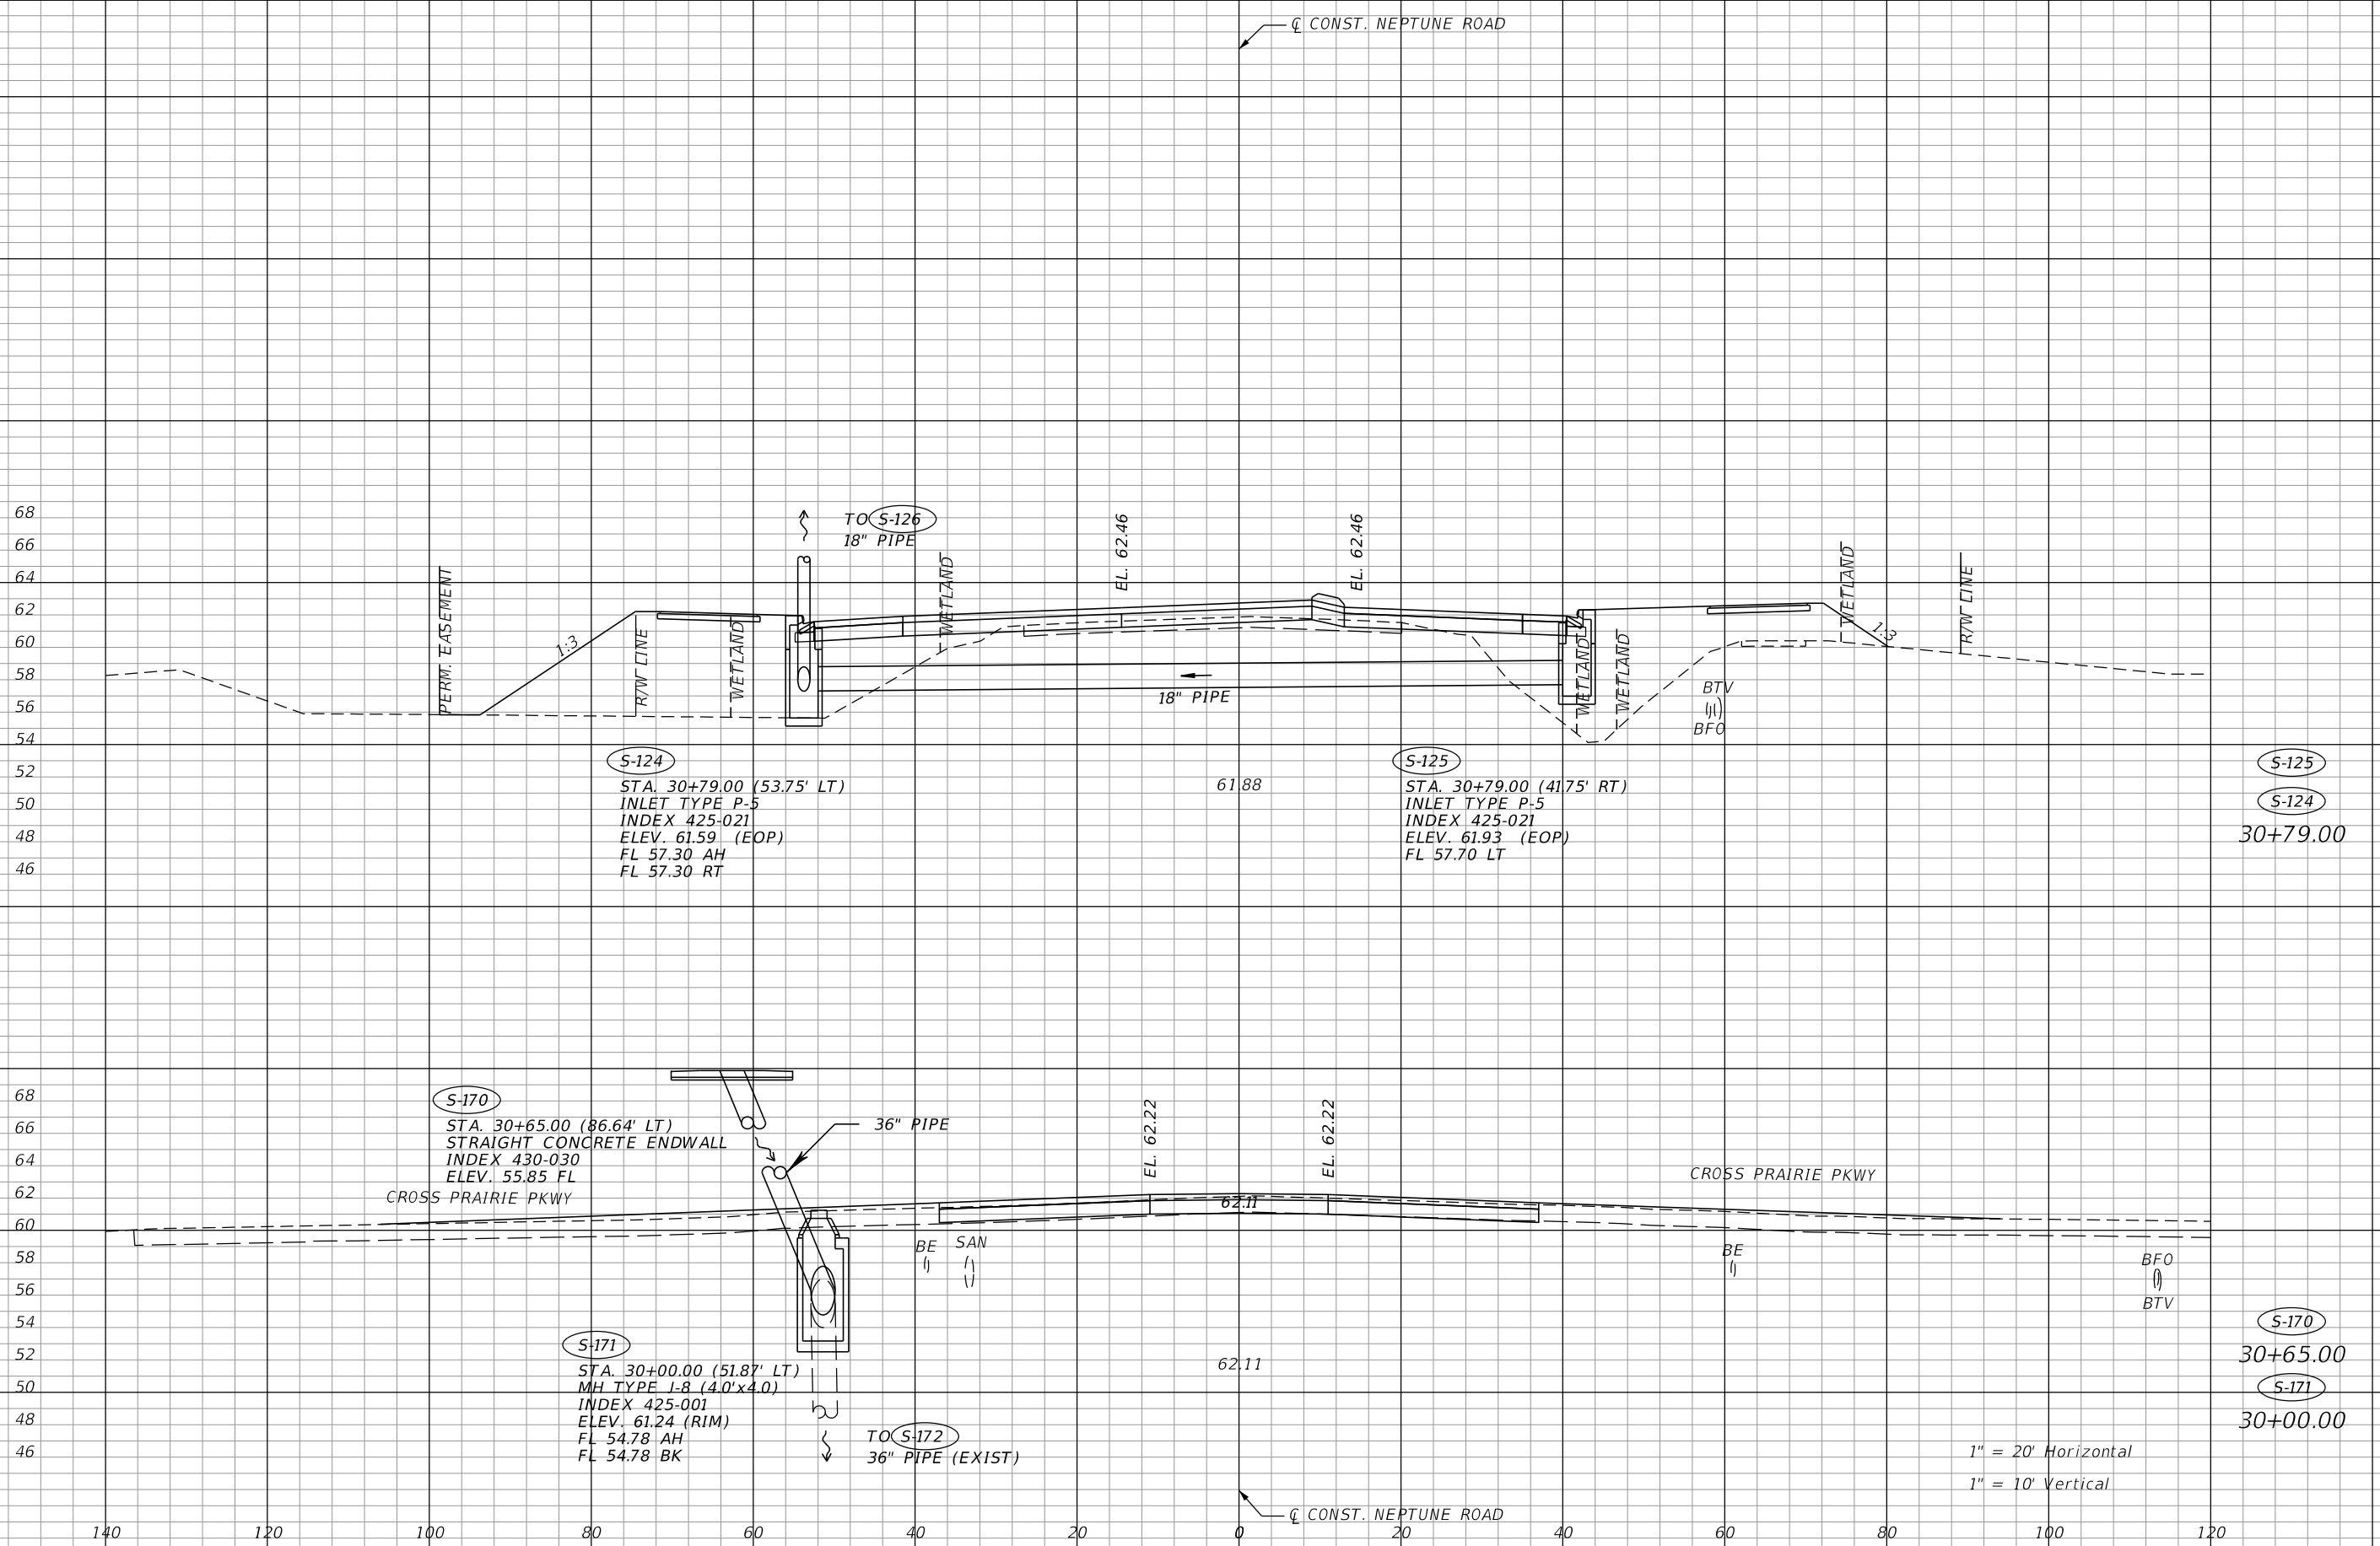 ℄ CONST. NEPTUNE ROAD
68
66
64
62
60
58
56
54
52
50
48
46
TO S-126
18" PIPE
PERM. EASEMENT
1:3
R/W LINE
WETLAND
WETLAND
EL. 62.46
EL. 62.46
18" PIPE
WETLAND
WETLAND
BTV
BFO
WETLAND
1:3
R/W LINE
S-124
STA. 30+79.00 (53.75' LT)
INLET TYPE P-5
INDEX 425-021
ELEV. 61.59 (EOP)
FL 57.30 AH
FL 57.30 RT
61.88
S-125
STA. 30+79.00 (41.75' RT)
INLET TYPE P-5
INDEX 425-021
ELEV. 61.93 (EOP)
FL 57.70 LT
S-125
S-124
30+79.00
68
66
64
62
60
58
56
54
52
50
48
46
S-170
STA. 30+65.00 (86.64' LT)
STRAIGHT CONCRETE ENDWALL
INDEX 430-030
ELEV. 55.85 FL
CROSS PRAIRIE PKWY
36" PIPE
EL. 62.22
EL. 62.22
62.11
CROSS PRAIRIE PKWY
BE
SAN
BE
BFO
BTV
S-171
STA. 30+00.00 (51.87' LT)
MH TYPE J-8 (4.0'x4.0)
INDEX 425-001
ELEV. 61.24 (RIM)
FL 54.78 AH
FL 54.78 BK
TO S-172
36" PIPE (EXIST)
62.11
S-170
30+65.00
S-171
30+00.00
1" = 20' Horizontal
1" = 10' Vertical
℄ CONST. NEPTUNE ROAD
140 120 100 80 60 40 20 0 20 40 60 80 100 120